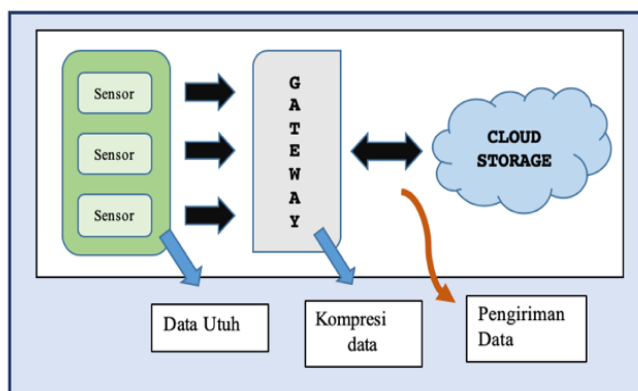 Sensor
Sensor
Sensor
G
A
T
E
W
A
Y
CLOUD
STORAGE
Data Utuh
Kompresi
data
Pengiriman
Data